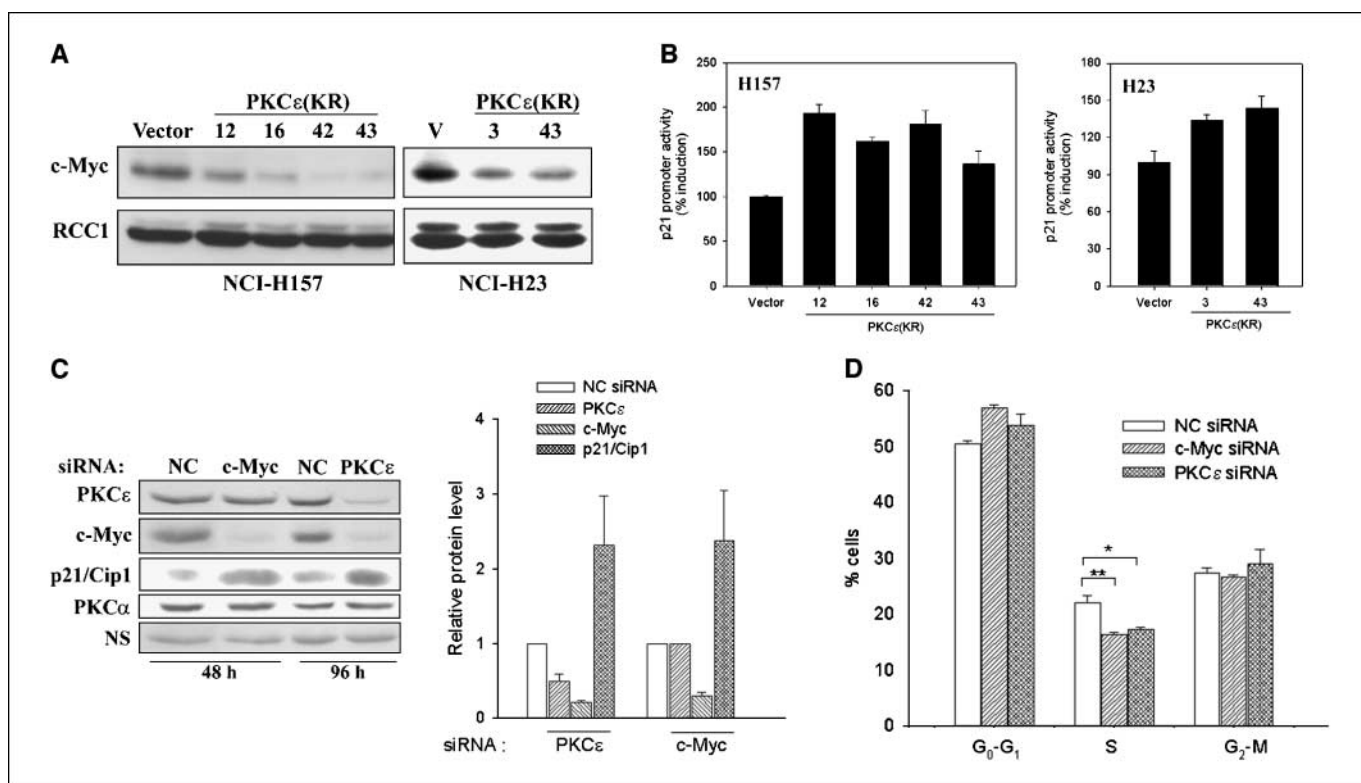 A
PKCε(KR) PKCε(KR)
Vector 12 16 42 43 V 3 43
c-Myc
RCC1
NCI-H157 NCI-H23
B
H157
p21 promoter activity
(% induction)
250
200
150
100
50
0
Vector 12 16 42 43
PKCε(KR)
H23
p21 promoter activity
(% induction)
180
150
120
90
60
30
0
Vector 3 43
PKCε(KR)
C
siRNA: NC c-Myc NC PKCε
PKCε
c-Myc
p21/Cip1
PKCα
NS
48 h 96 h
NC siRNA
PKCε
c-Myc
p21/Cip1
Relative protein level
4
3
2
1
0
siRNA : PKCε c-Myc
D
NC siRNA
c-Myc siRNA
PKCε siRNA
% cells
60
50
40
30
20
10
0
*
**
G₀-G₁ S G₂-M